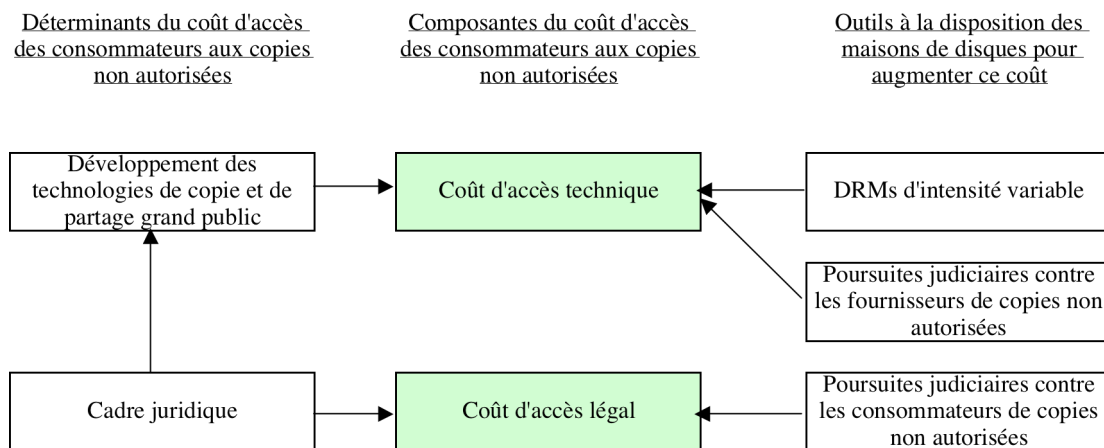 Déterminants du coût d'accès
des consommateurs aux copies
non autorisées
Composantes du coût d'accès
des consommateurs aux copies
non autorisées
Outils à la disposition des
maisons de disques pour
augmenter ce coût
Développement des
technologies de copie et de
partage grand public
Coût d'accès technique
DRMs d'intensité variable
Poursuites judiciaires contre
les fournisseurs de copies non
autorisées
Cadre juridique
Coût d'accès légal
Poursuites judiciaires contre
les consommateurs de copies
non autorisées